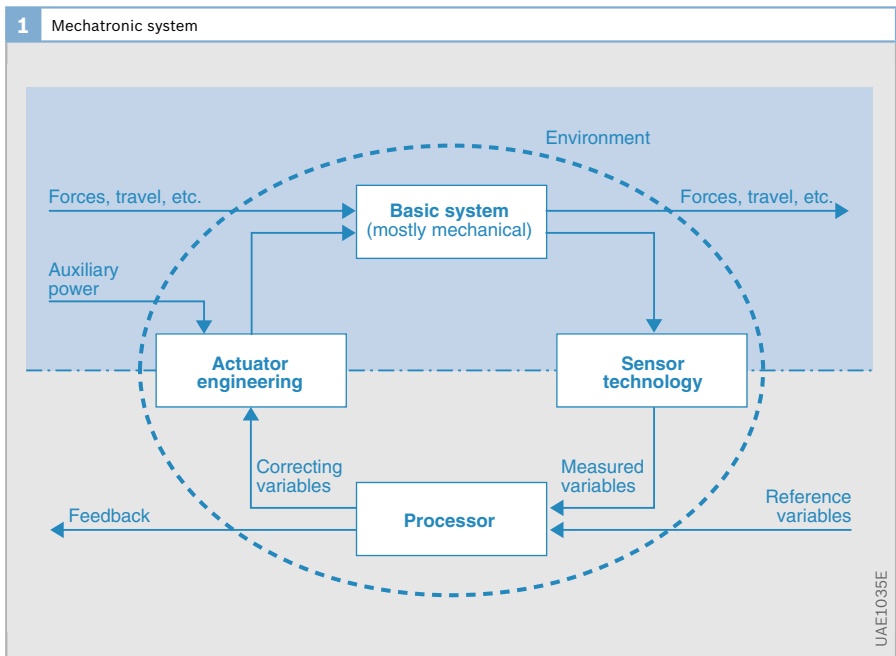 1 Mechatronic system
Environment
Forces, travel, etc.
Basic system
(mostly mechanical)
Forces, travel, etc.
Auxiliary
power
Actuator
engineering
Sensor
technology
Correcting
variables
Measured
variables
Feedback
Processor
Reference
variables
UAE1035E